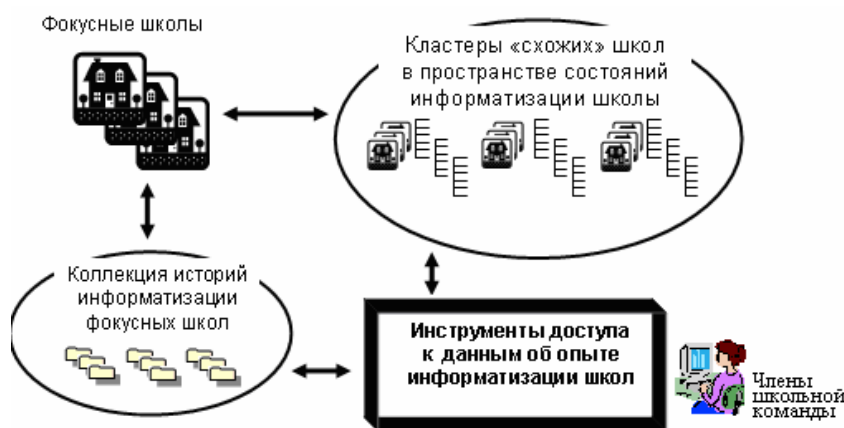 Фокусные школы
Кластеры «схожих» школ
в пространстве состояний
информатизации школы
Коллекция историй
информатизации
фокусных школ
Инструменты доступа
к данным об опыте
информатизации школ
Члены
школьной
команды